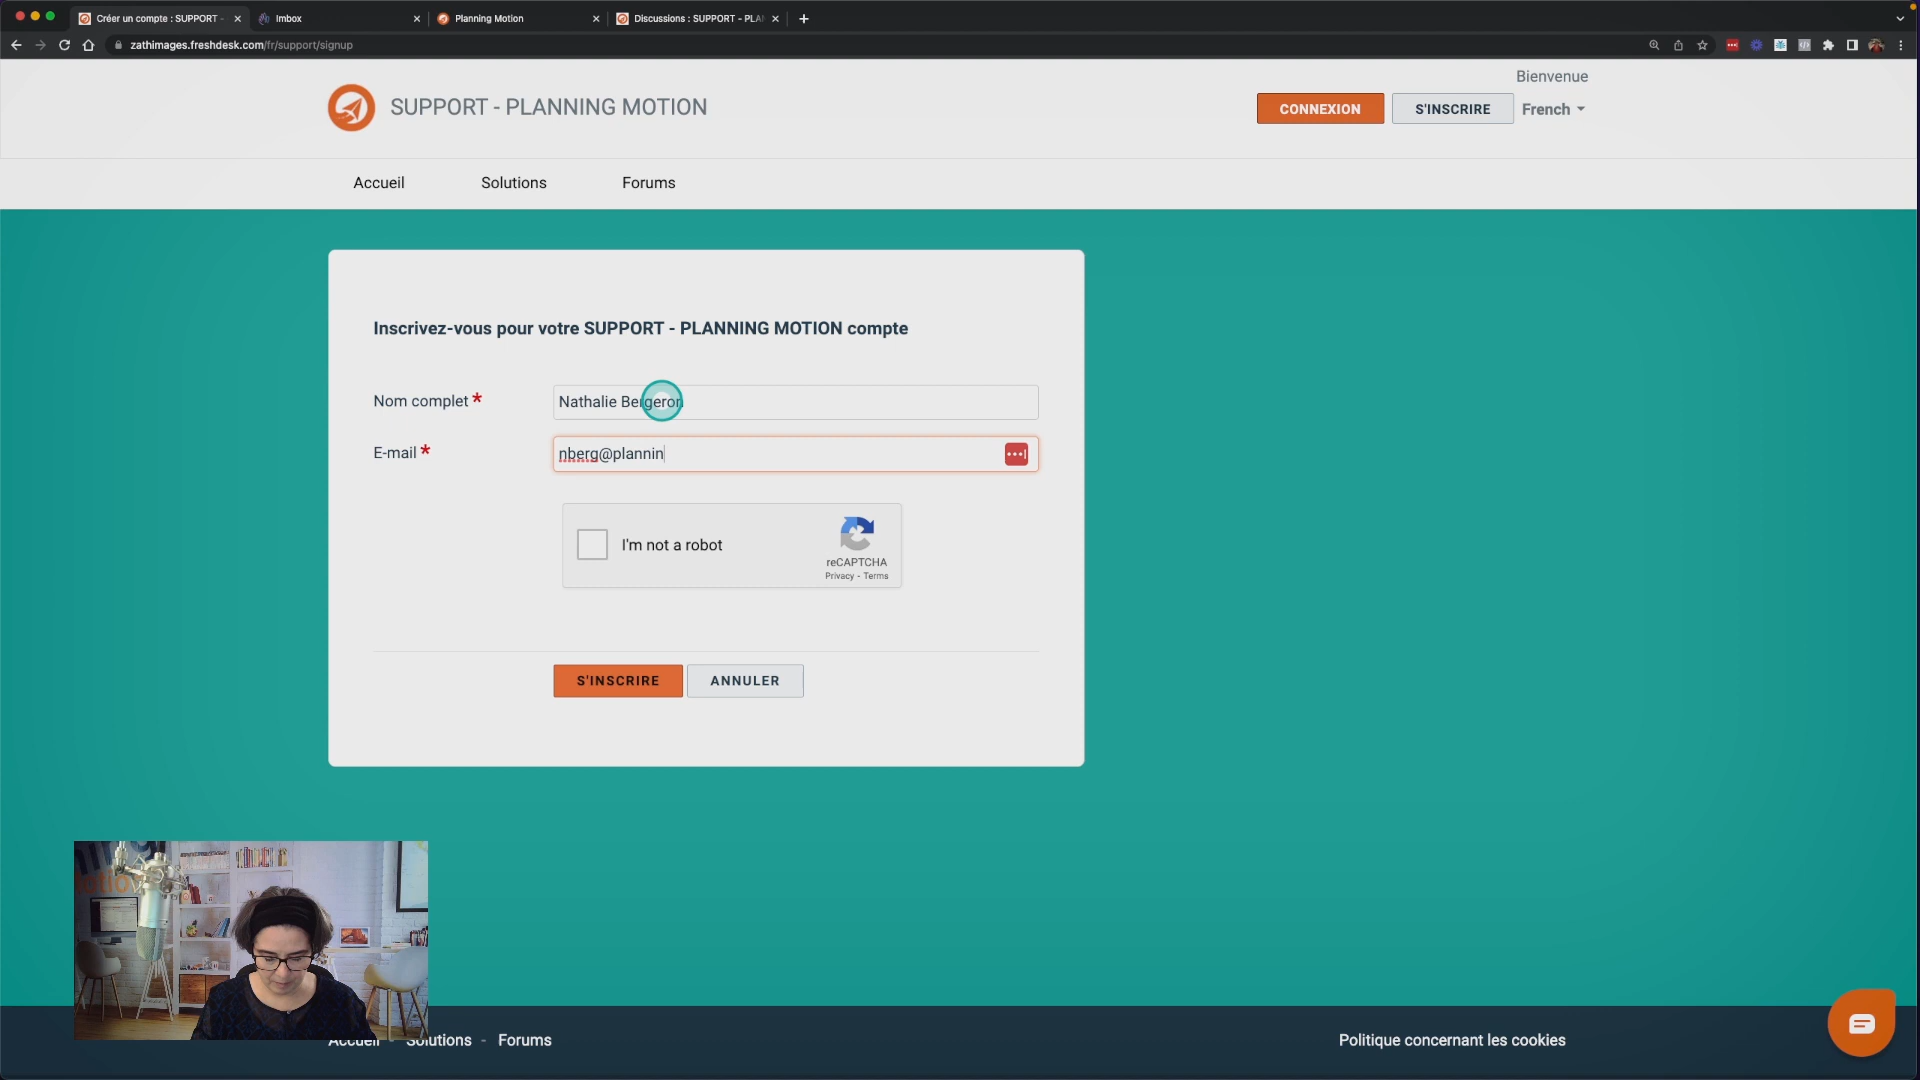 Créer un compte : SUPPORT -
Imbox
Planning Motion
Discussions : SUPPORT - PLA
zathimages.freshdesk.com/fr/support/signup
Bienvenue
SUPPORT - PLANNING MOTION
CONNEXION
S'INSCRIRE
French
Accueil
Solutions
Forums
Inscrivez-vous pour votre SUPPORT - PLANNING MOTION compte
Nom complet *
Nathalie Bergeron
E-mail *
nberg@plannin
I'm not a robot
reCAPTCHA
Privacy - Terms
S'INSCRIRE
ANNULER
Accueil - Solutions - Forums
Politique concernant les cookies